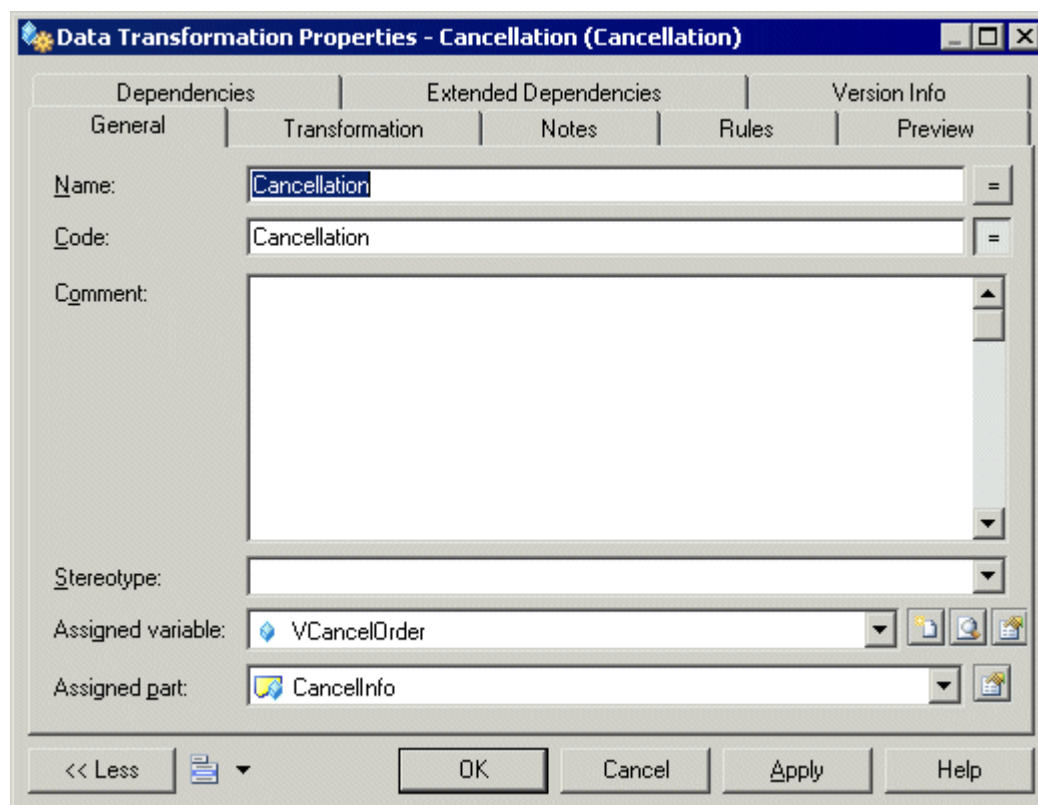 Data Transformation Properties - Cancellation (Cancellation)
Dependencies Extended Dependencies Version Info
General Transformation Notes Rules Preview
Name: Cancellation =
Code: Cancellation =
Comment:
Stereotype:
Assigned variable: VCancelOrder
Assigned part: CancelInfo
<< Less OK Cancel Apply Help